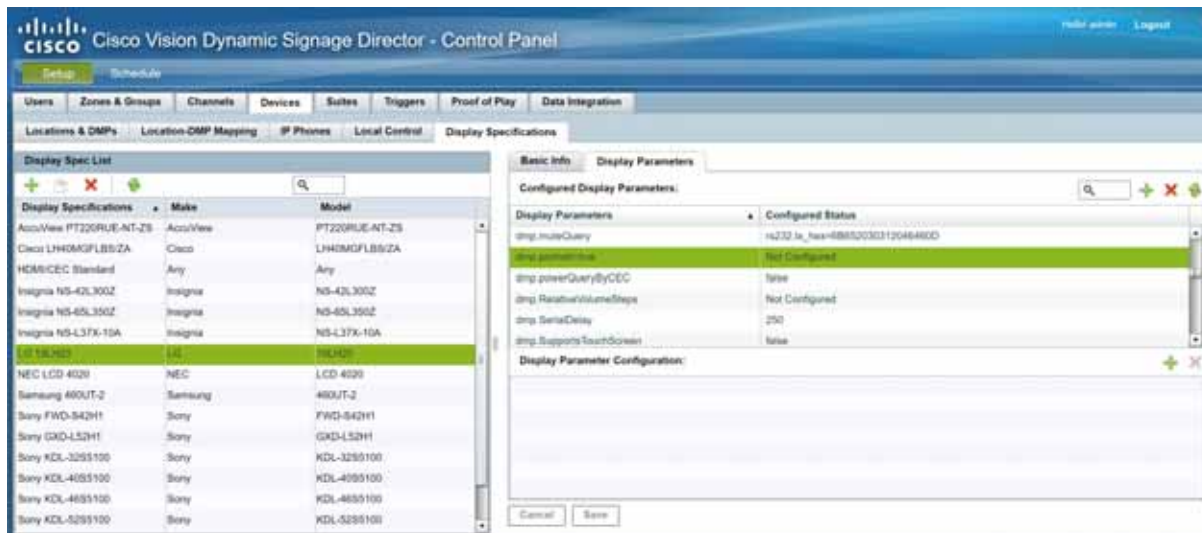 CISCO Cisco Vision Dynamic Signage Director - Control Panel
Hello admin Logout
Setup Schedule
Users Zones & Groups Channels Devices Suites Triggers Proof of Play Data Integration
Locations & DMPs Location-DMP Mapping IP Phones Local Control Display Specifications
Display Spec List
Display Specifications Make Model
AccuView PT220RUE-NT-ZS AccuView PT220RUE-NT-ZS
Cisco LH40MGFLBB/ZA Cisco LH40MGFLBB/ZA
HDMI/CEC Standard Any Any
Insignia NS-42L300Z Insignia NS-42L300Z
Insignia NS-65L350Z Insignia NS-65L350Z
Insignia NS-L37X-10A Insignia NS-L37X-10A
LG LG
NEC LCD 4020 NEC LCD 4020
Samsung 460UT-2 Samsung 460UT-2
Sony FWD-S42H1 Sony FWD-S42H1
Sony GXD-L52H1 Sony GXD-L52H1
Sony KDL-32S5100 Sony KDL-32S5100
Sony KDL-40S5100 Sony KDL-40S5100
Sony KDL-46S5100 Sony KDL-46S5100
Sony KDL-52S5100 Sony KDL-52S5100
Basic Info Display Parameters
Configured Display Parameters:
Display Parameters Configured Status
dmp.muteQuery
Not Configured
dmp.powerQueryByCEC false
dmp.RelativeVolumeSteps Not Configured
dmp.SerialDelay 250
dmp.SupportsTouchScreen false
Display Parameter Configuration:
Cancel Save